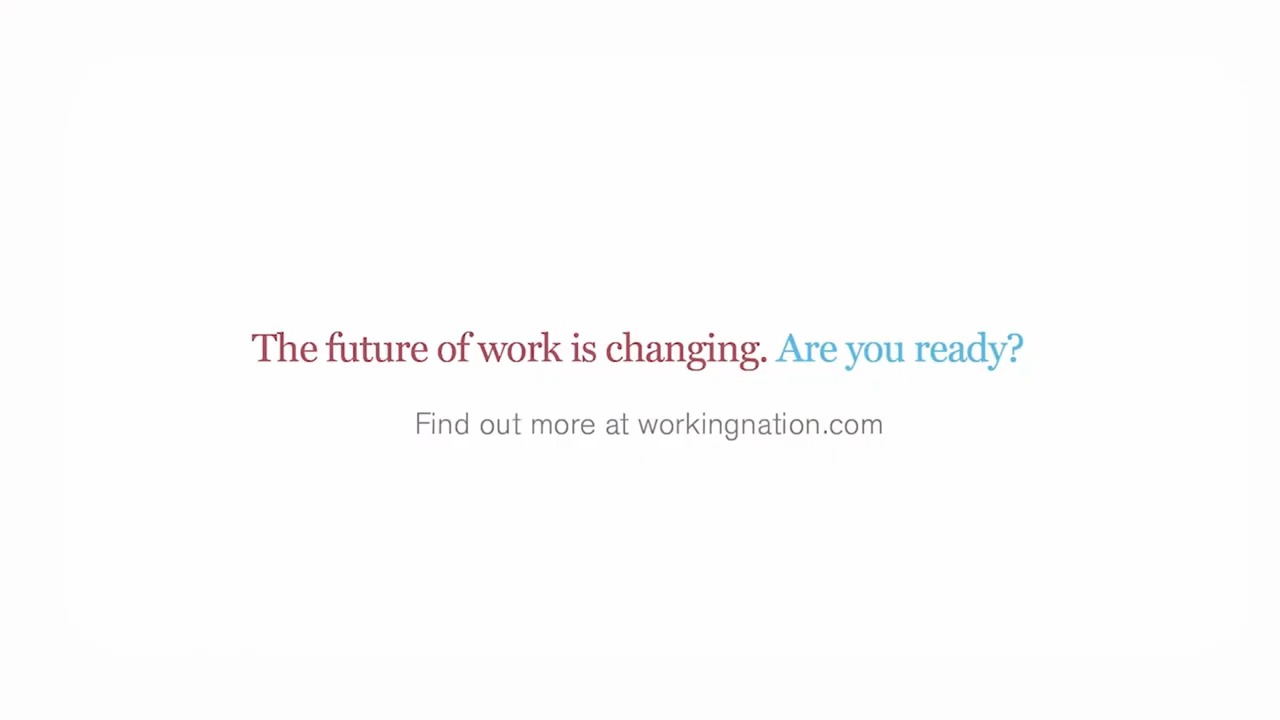 The future of work is changing. Are you ready?
Find out more at workingnation.com